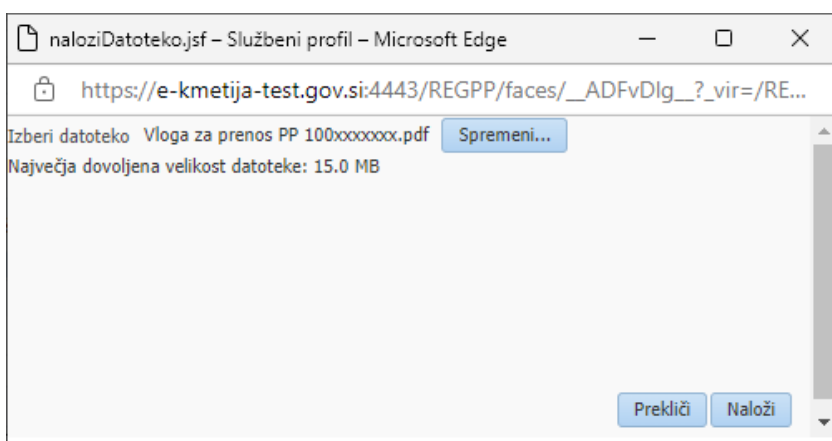 naloziDatoteko.jsf – Službeni profil – Microsoft Edge
https://e-kmetija-test.gov.si:4443/REGPP/faces/__ADFvDlg__?_vir=/RE...
Izberi datoteko Vloga za prenos PP 100xxxxxxx.pdf Spremeni...
Največja dovoljena velikost datoteke: 15.0 MB
Prekliči Naloži